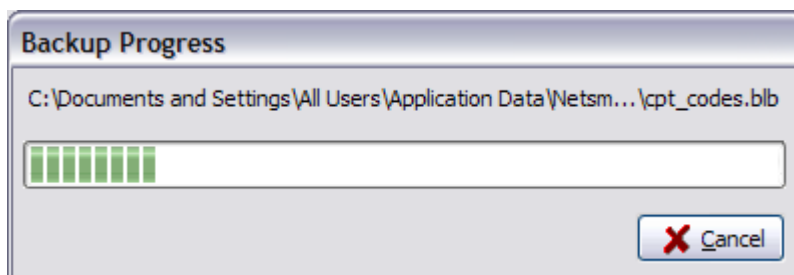 Backup Progress
C:\Documents and Settings\All Users\Application Data\Netsm...\cpt_codes.blb
Cancel